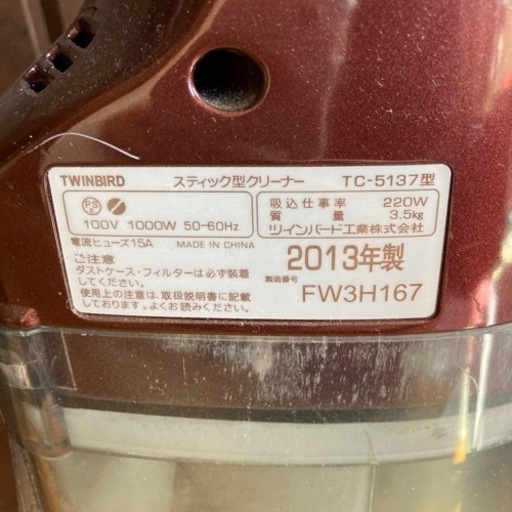 TWINBIRD スティック型クリーナー TC-5137型
PS E
100V 1000W 50-60Hz
電流ヒューズ15A MADE IN CHINA
ご注意
ダストケース・フィルターは必ず装着
してください。
使用上の注意は、取扱説明書に記載して
おります。よくお読みください。
吸込仕事率 220W
質量 3.5kg
ツインバード工業株式会社
2013年製
製造番号 FW3H167